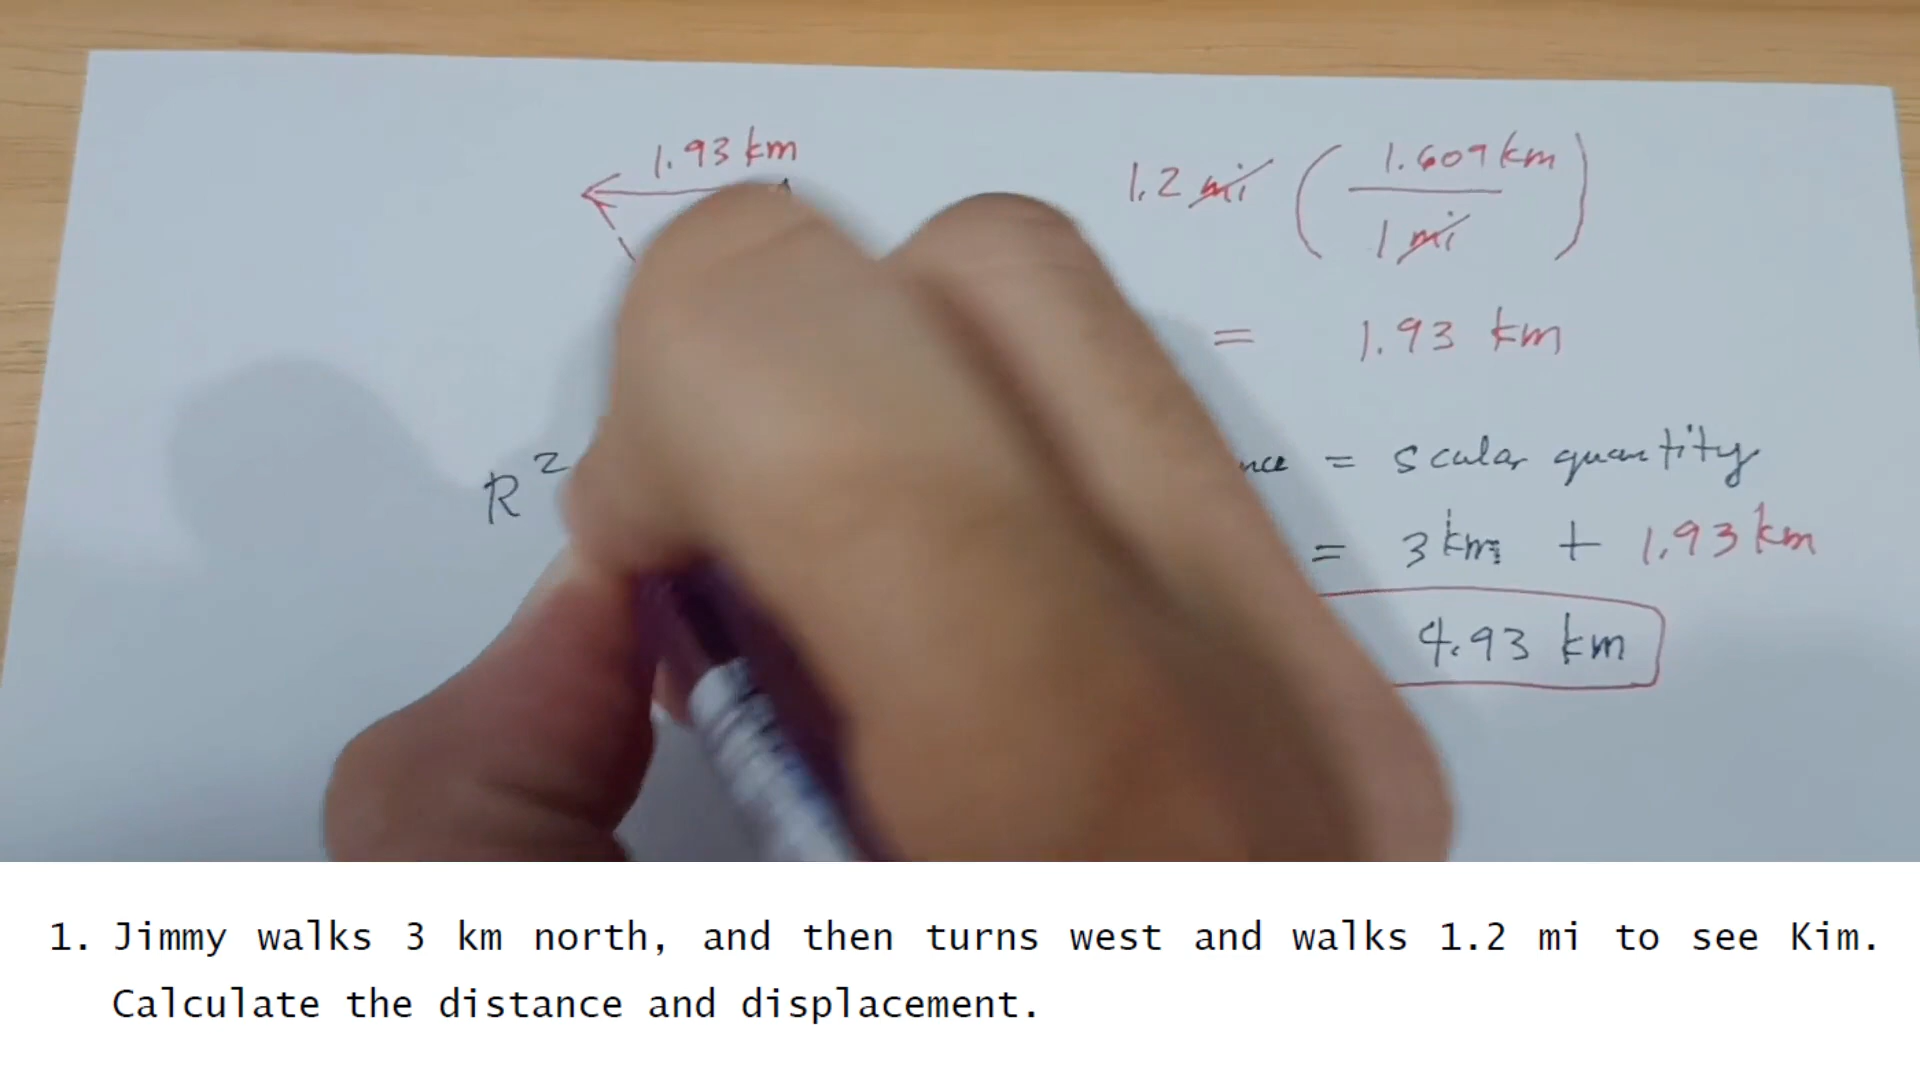 1.93 km
1.2 mi ( 1.609 km / 1 mi )
= 1.93 km
R²
= scalar quantity
= 3 km + 1.93 km
4.93 km
1. Jimmy walks 3 km north, and then turns west and walks 1.2 mi to see Kim.
Calculate the distance and displacement.